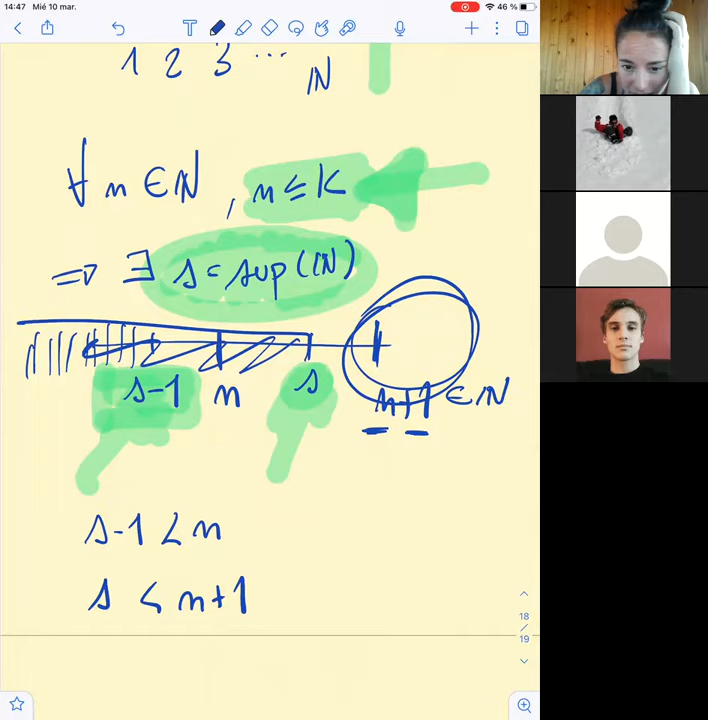 14:47 Mié 10 mar. 46 %
1 2 3 ...
ℕ
∀ n ∈ ℕ, n ≤ K
⇒ ∃ s = sup(ℕ)
s-1 n s n+1 ∈ ℕ
s-1 < n
s < n+1
18
/
19